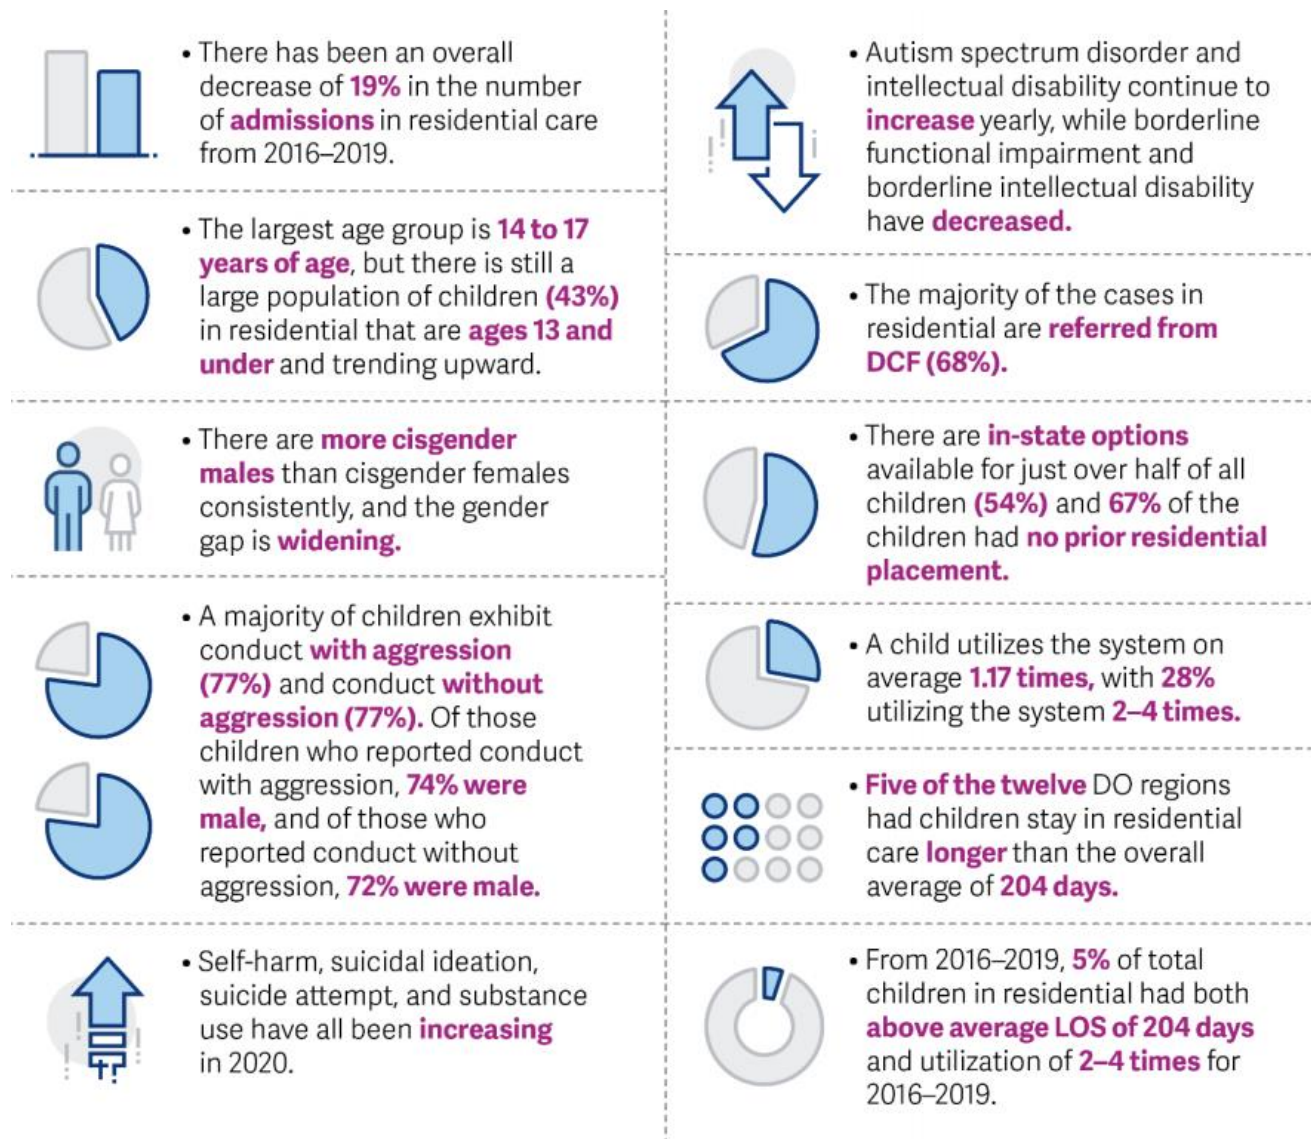 • There has been an overall
decrease of 19% in the number
of admissions in residential care
from 2016–2019.
• The largest age group is 14 to 17
years of age, but there is still a
large population of children (43%)
in residential that are ages 13 and
under and trending upward.
• There are more cisgender
males than cisgender females
consistently, and the gender
gap is widening.
• A majority of children exhibit
conduct with aggression
(77%) and conduct without
aggression (77%). Of those
children who reported conduct
with aggression, 74% were
male, and of those who
reported conduct without
aggression, 72% were male.
• Self-harm, suicidal ideation,
suicide attempt, and substance
use have all been increasing
in 2020.
• Autism spectrum disorder and
intellectual disability continue to
increase yearly, while borderline
functional impairment and
borderline intellectual disability
have decreased.
• The majority of the cases in
residential are referred from
DCF (68%).
• There are in-state options
available for just over half of all
children (54%) and 67% of the
children had no prior residential
placement.
• A child utilizes the system on
average 1.17 times, with 28%
utilizing the system 2–4 times.
• Five of the twelve DO regions
had children stay in residential
care longer than the overall
average of 204 days.
• From 2016–2019, 5% of total
children in residential had both
above average LOS of 204 days
and utilization of 2–4 times for
2016–2019.